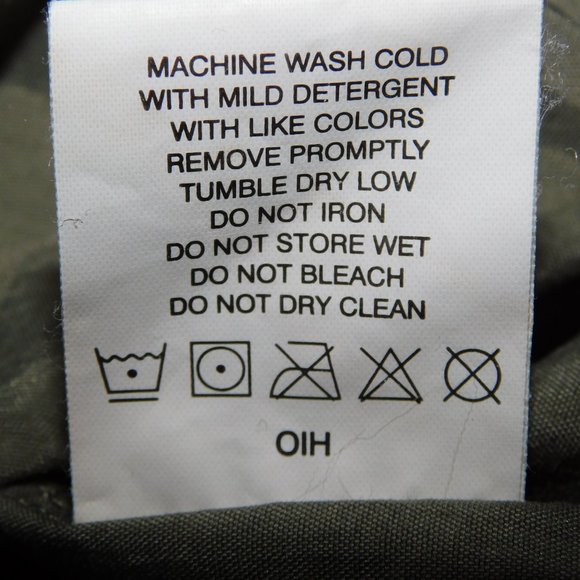 MACHINE WASH COLD
WITH MILD DETERGENT
WITH LIKE COLORS
REMOVE PROMPTLY
TUMBLE DRY LOW
DO NOT IRON
DO NOT STORE WET
DO NOT BLEACH
DO NOT DRY CLEAN
OIH